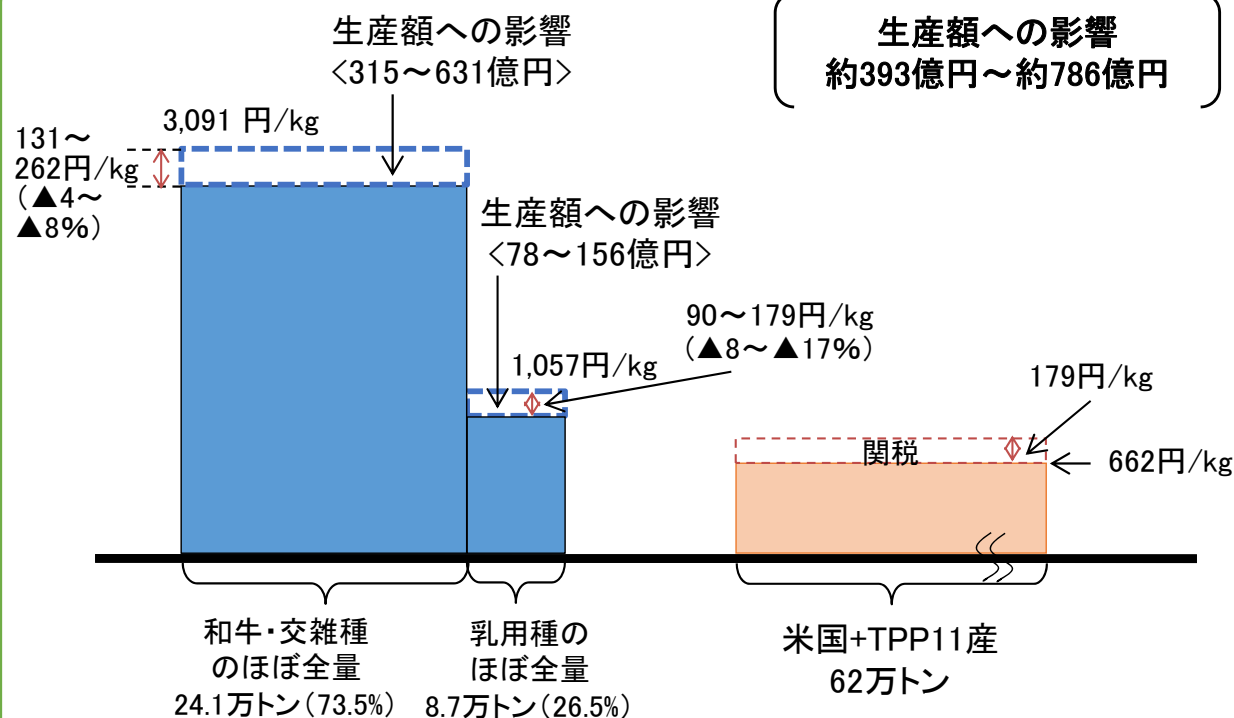 生産額への影響
約393億円～約786億円
生産額への影響
<315～631億円>
3,091 円/kg
131～
262円/kg
(▲4～
▲8%)
生産額への影響
<78～156億円>
90～179円/kg
(▲8～▲17%)
1,057円/kg
179円/kg
関税
662円/kg
和牛・交雑種
のほぼ全量
24.1万トン(73.5%)
乳用種の
ほぼ全量
8.7万トン(26.5%)
米国+TPP11産
62万トン